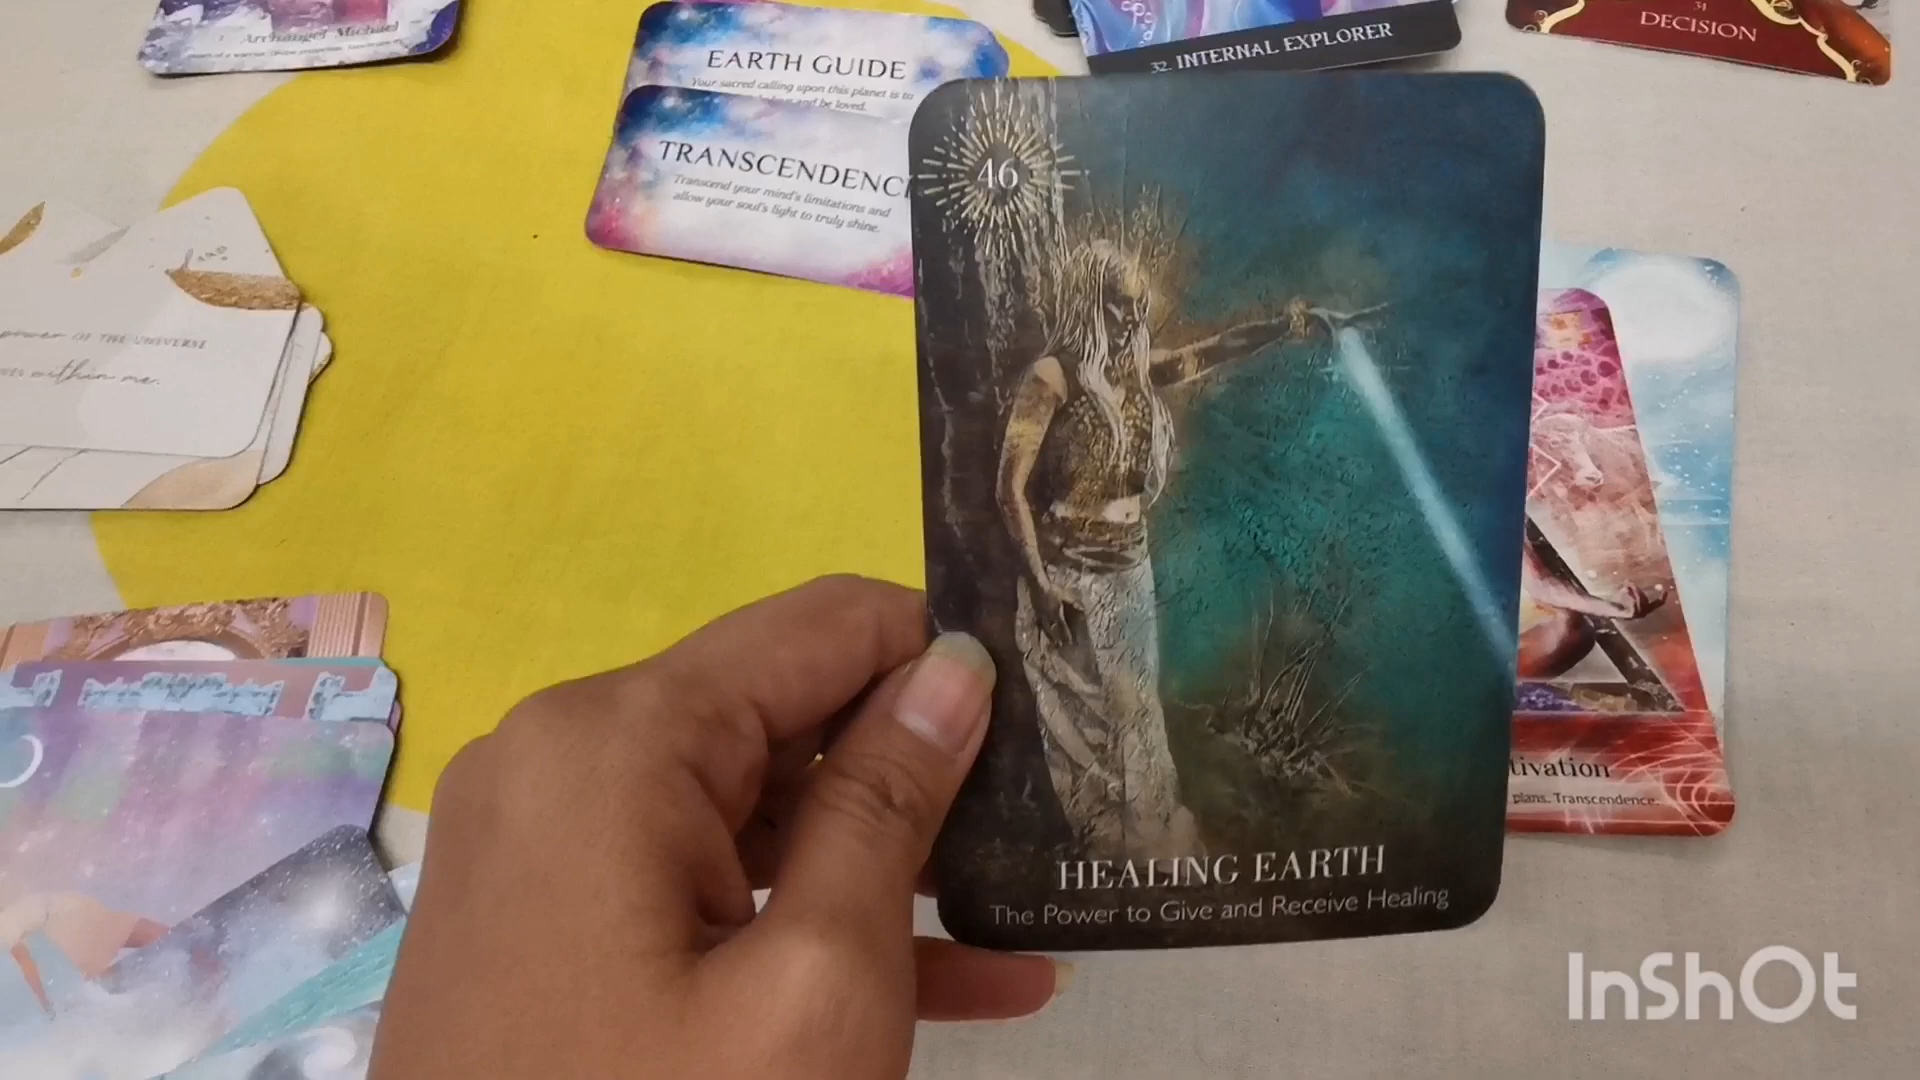 1 Archangel Michael
31
DECISION
32. INTERNAL EXPLORER
EARTH GUIDE
Your sacred calling upon this planet is to
and be loved.
TRANSCENDENC
Transcend your mind's limitations and
allow your soul's light to truly shine.
46
power OF THE UNIVERSE
within me.
tivation
plans. Transcendence.
HEALING EARTH
The Power to Give and Receive Healing
InShOt